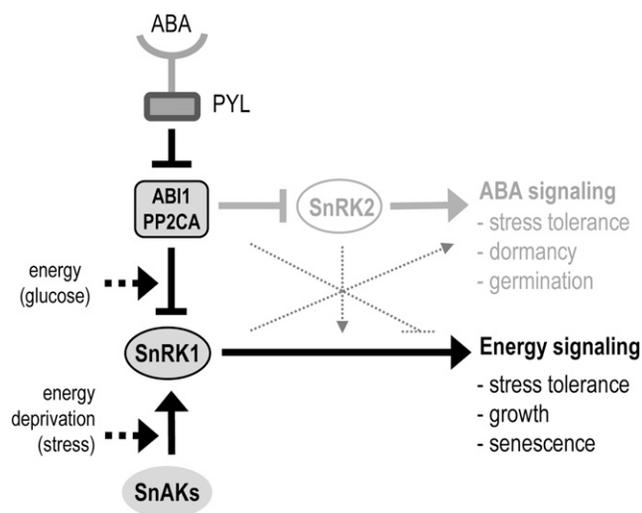 ABA
PYL
ABI1
PP2CA
SnRK2
ABA signaling
- stress tolerance
- dormancy
- germination
energy
(glucose)
SnRK1
Energy signaling
- stress tolerance
- growth
- senescence
energy
deprivation
(stress)
SnAKs